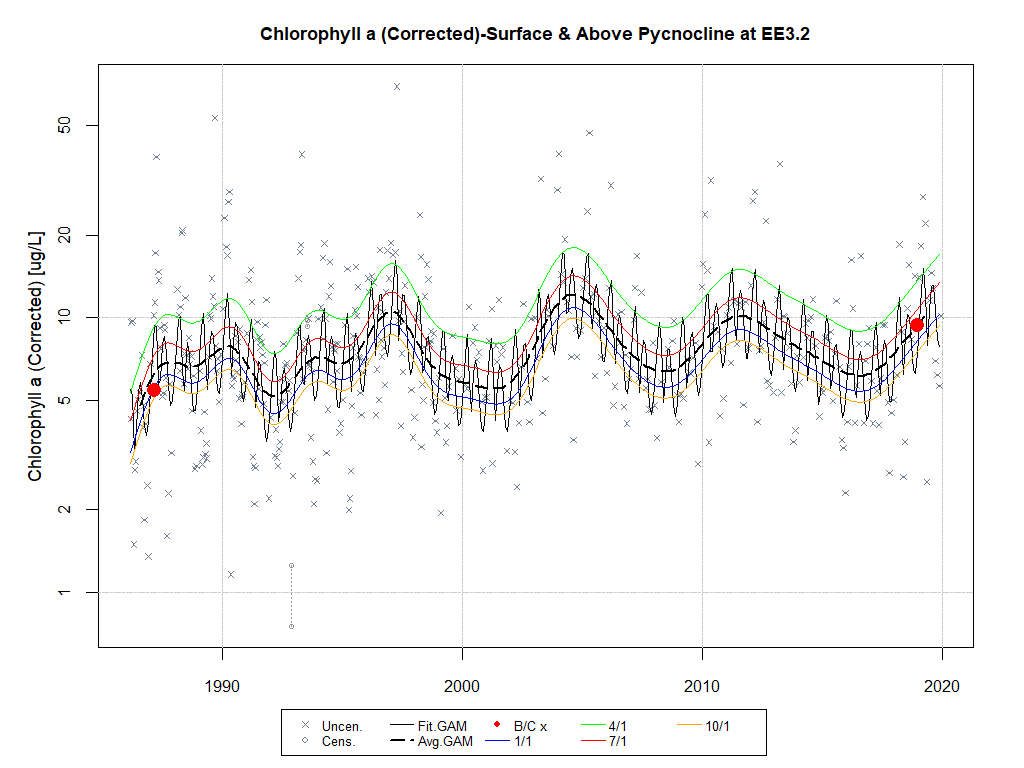 Chlorophyll a (Corrected)-Surface & Above Pycnocline at EE3.2
Chlorophyll a (Corrected) [ug/L]
50
20
10
5
2
1
1990 2000 2010 2020
Uncen. Fit.GAM B/C x 4/1 10/1
Cens. Avg.GAM 1/1 7/1